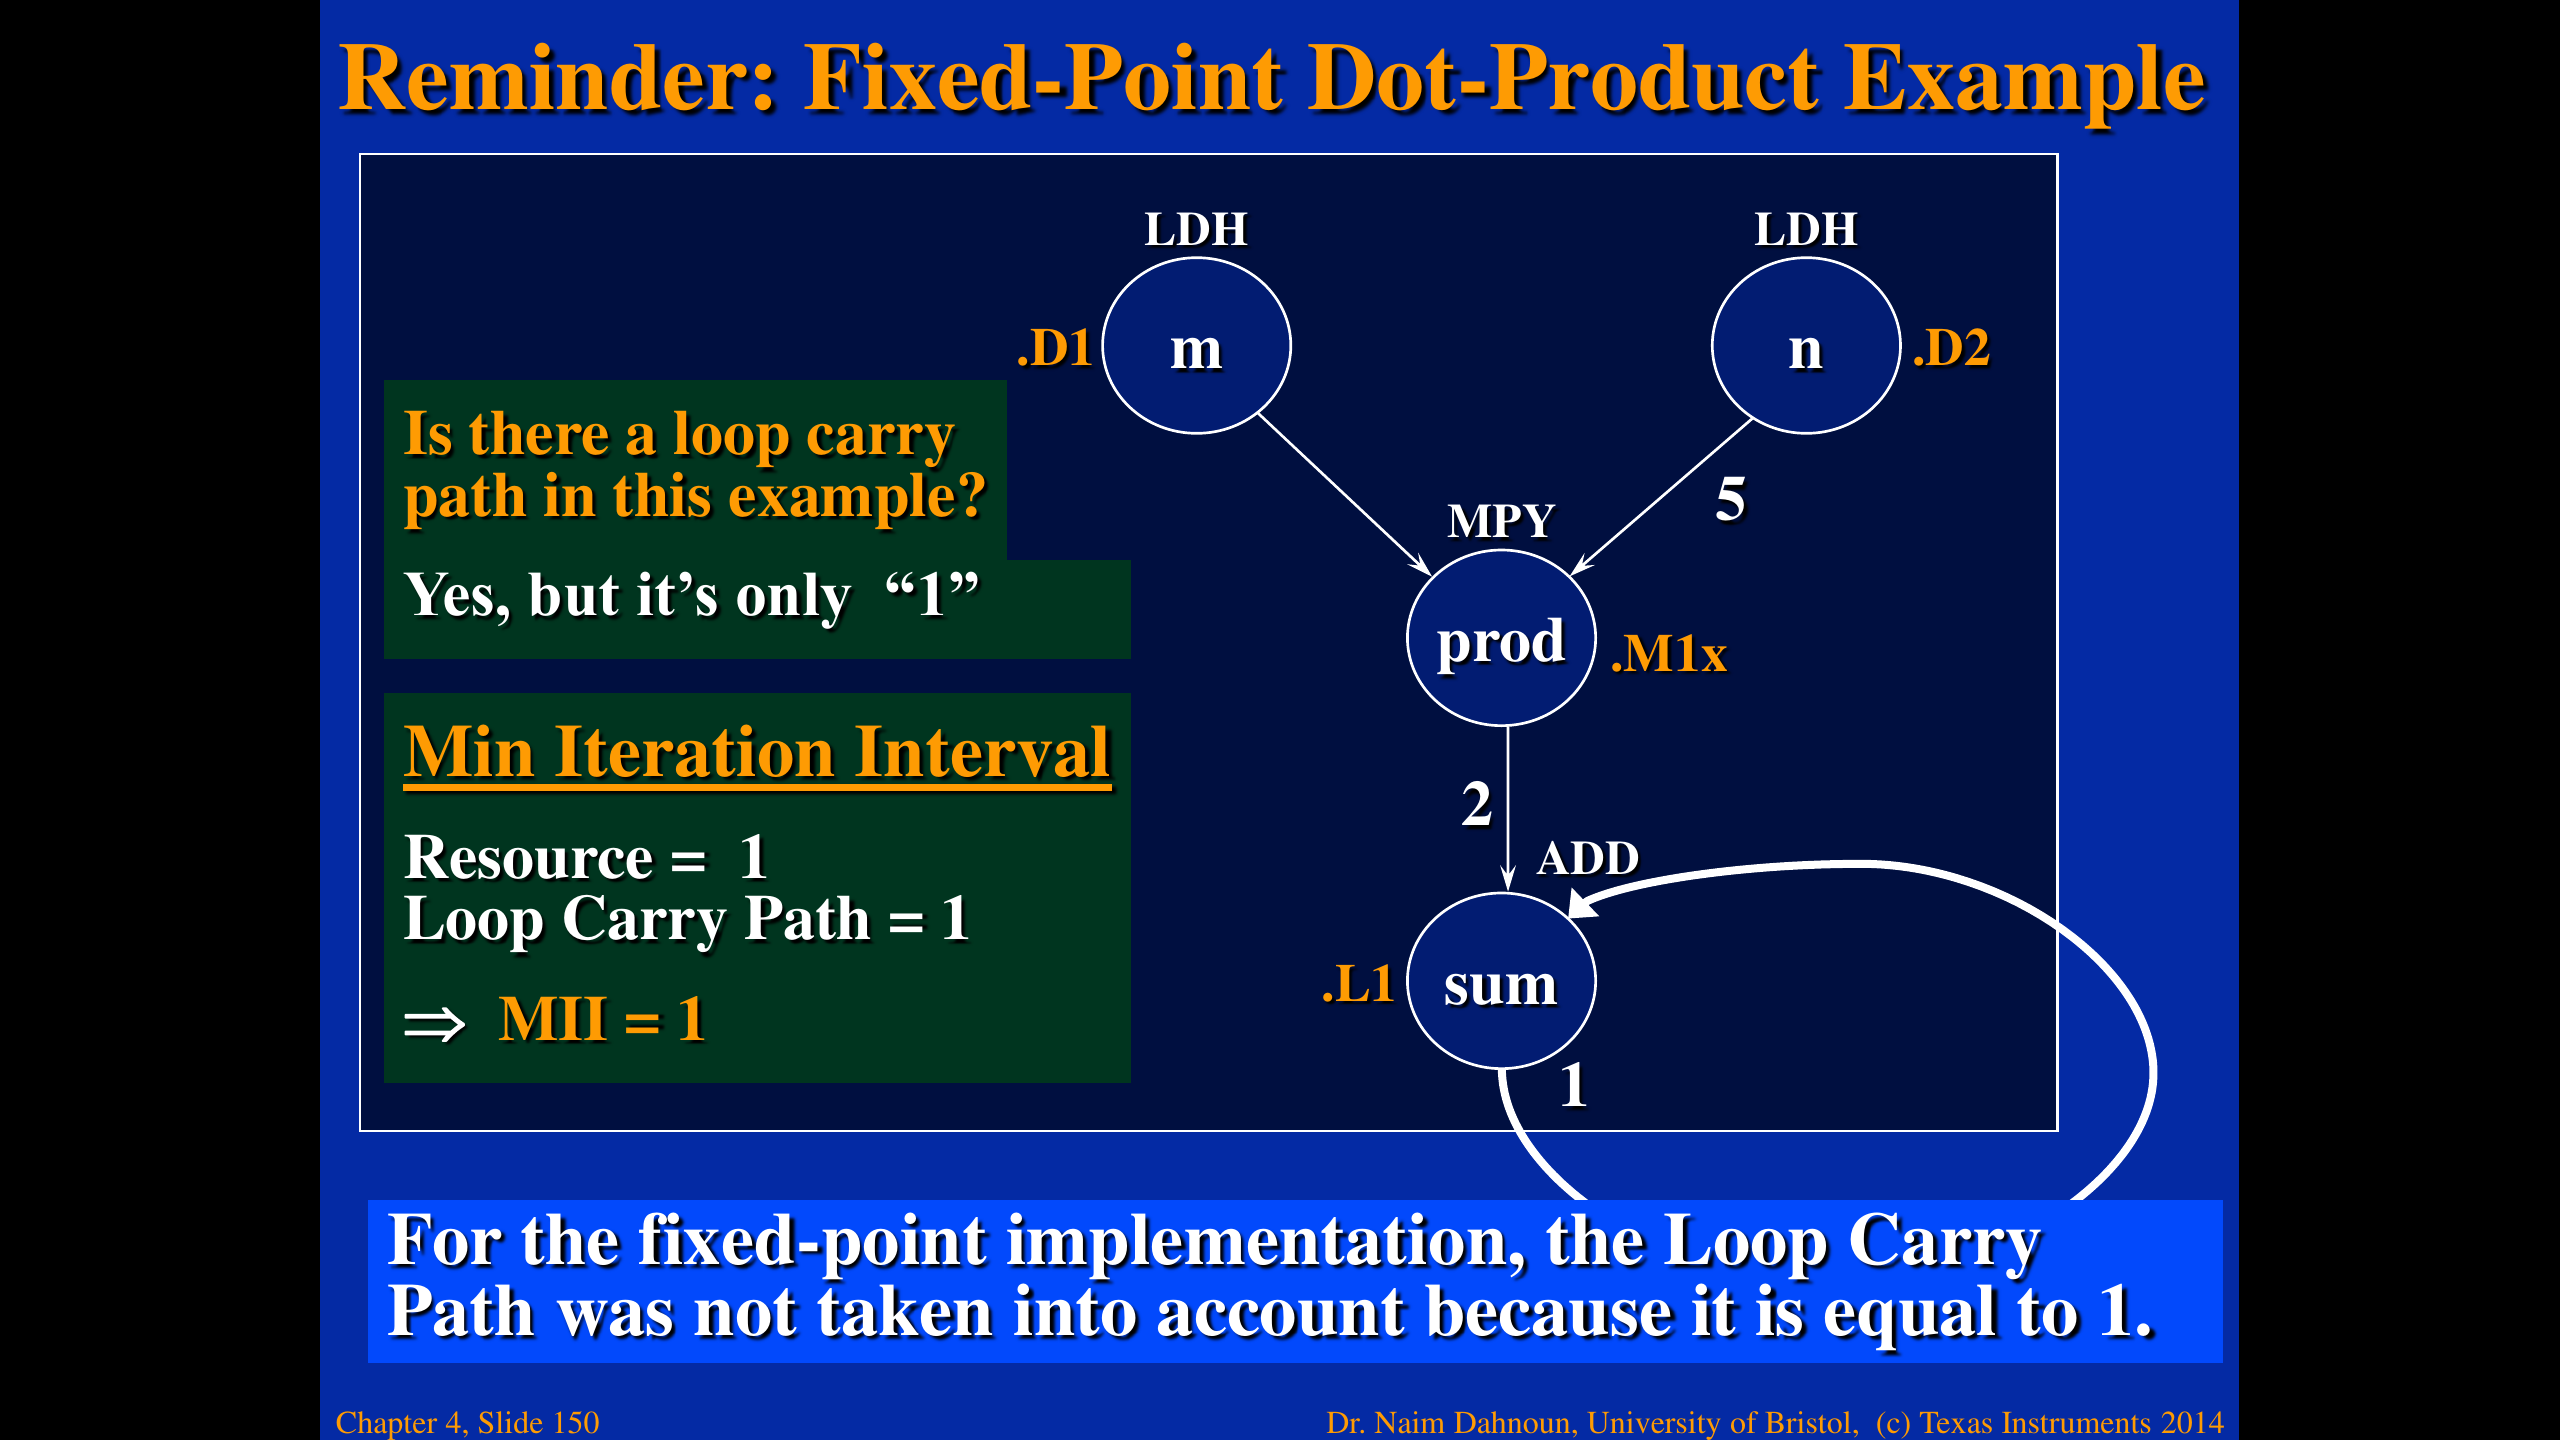 Reminder: Fixed-Point Dot-Product Example
LDH
LDH
.D1
m
n
.D2
Is there a loop carry
path in this example?
5
MPY
Yes, but it's only “1”
prod
.M1x
Min Iteration Interval
2
Resource = 1
ADD
Loop Carry Path = 1
.L1
sum
⇒ MII = 1
1
For the fixed-point implementation, the Loop Carry
Path was not taken into account because it is equal to 1.
Chapter 4, Slide 150
Dr. Naim Dahnoun, University of Bristol, (c) Texas Instruments 2014